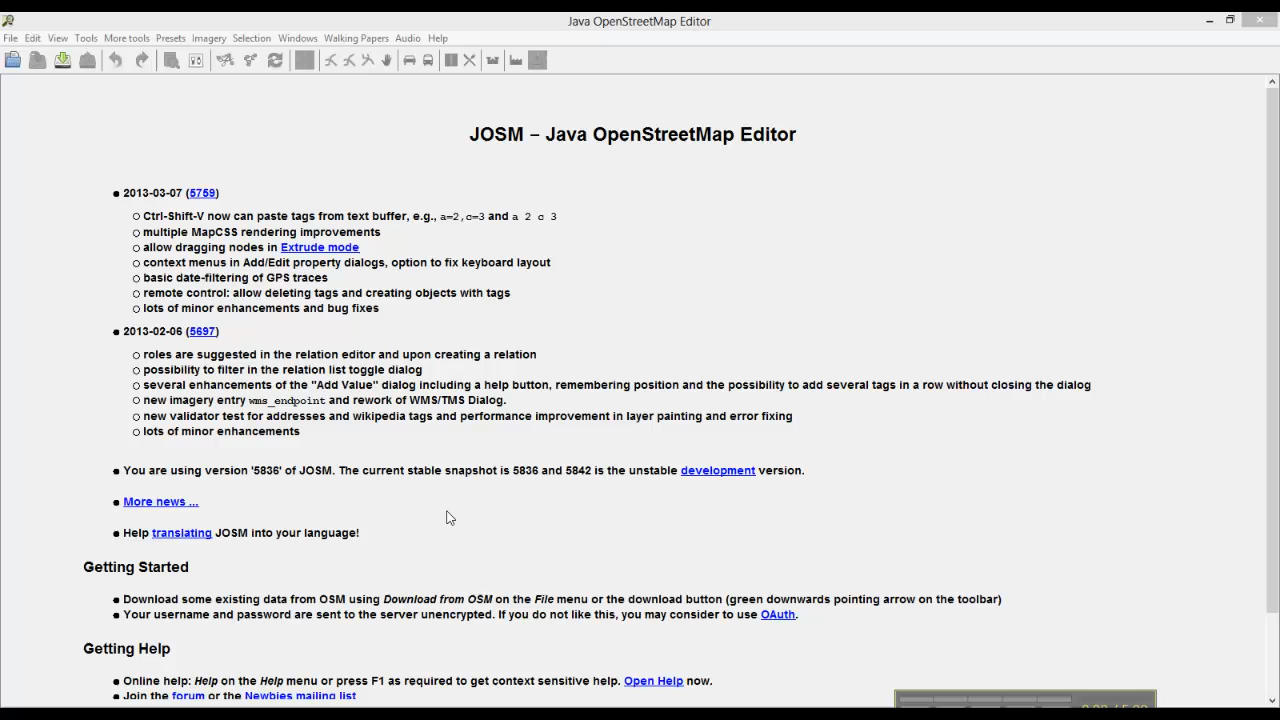 Java OpenStreetMap Editor
File Edit View Tools More tools Presets Imagery Selection Windows Walking Papers Audio Help
JOSM – Java OpenStreetMap Editor
2013-03-07 (5759)
Ctrl-Shift-V now can paste tags from text buffer, e.g., a=2,c=3 and a 2 c 3
multiple MapCSS rendering improvements
allow dragging nodes in Extrude mode
context menus in Add/Edit property dialogs, option to fix keyboard layout
basic date-filtering of GPS traces
remote control: allow deleting tags and creating objects with tags
lots of minor enhancements and bug fixes
2013-02-06 (5697)
roles are suggested in the relation editor and upon creating a relation
possibility to filter in the relation list toggle dialog
several enhancements of the "Add Value" dialog including a help button, remembering position and the possibility to add several tags in a row without closing the dialog
new imagery entry wms_endpoint and rework of WMS/TMS Dialog.
new validator test for addresses and wikipedia tags and performance improvement in layer painting and error fixing
lots of minor enhancements
You are using version '5836' of JOSM. The current stable snapshot is 5836 and 5842 is the unstable development version.
More news ...
Help translating JOSM into your language!
Getting Started
Download some existing data from OSM using Download from OSM on the File menu or the download button (green downwards pointing arrow on the toolbar)
Your username and password are sent to the server unencrypted. If you do not like this, you may consider to use OAuth.
Getting Help
Online help: Help on the Help menu or press F1 as required to get context sensitive help. Open Help now.
Join the forum or the Newbies mailing list